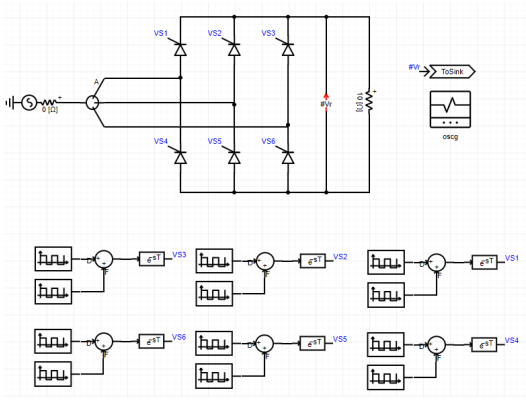 VS1
VS2
VS3
#Vr
ToSink
A
+
0 [Ω]
#Vr
10 [Ω]
+
oscg
VS4
VS5
VS6
D
+
+
F
e-sT
VS3
D
+
+
F
e-sT
VS2
D
+
+
F
e-sT
VS1
D
+
+
F
e-sT
VS6
D
+
+
F
e-sT
VS5
D
+
+
F
e-sT
VS4